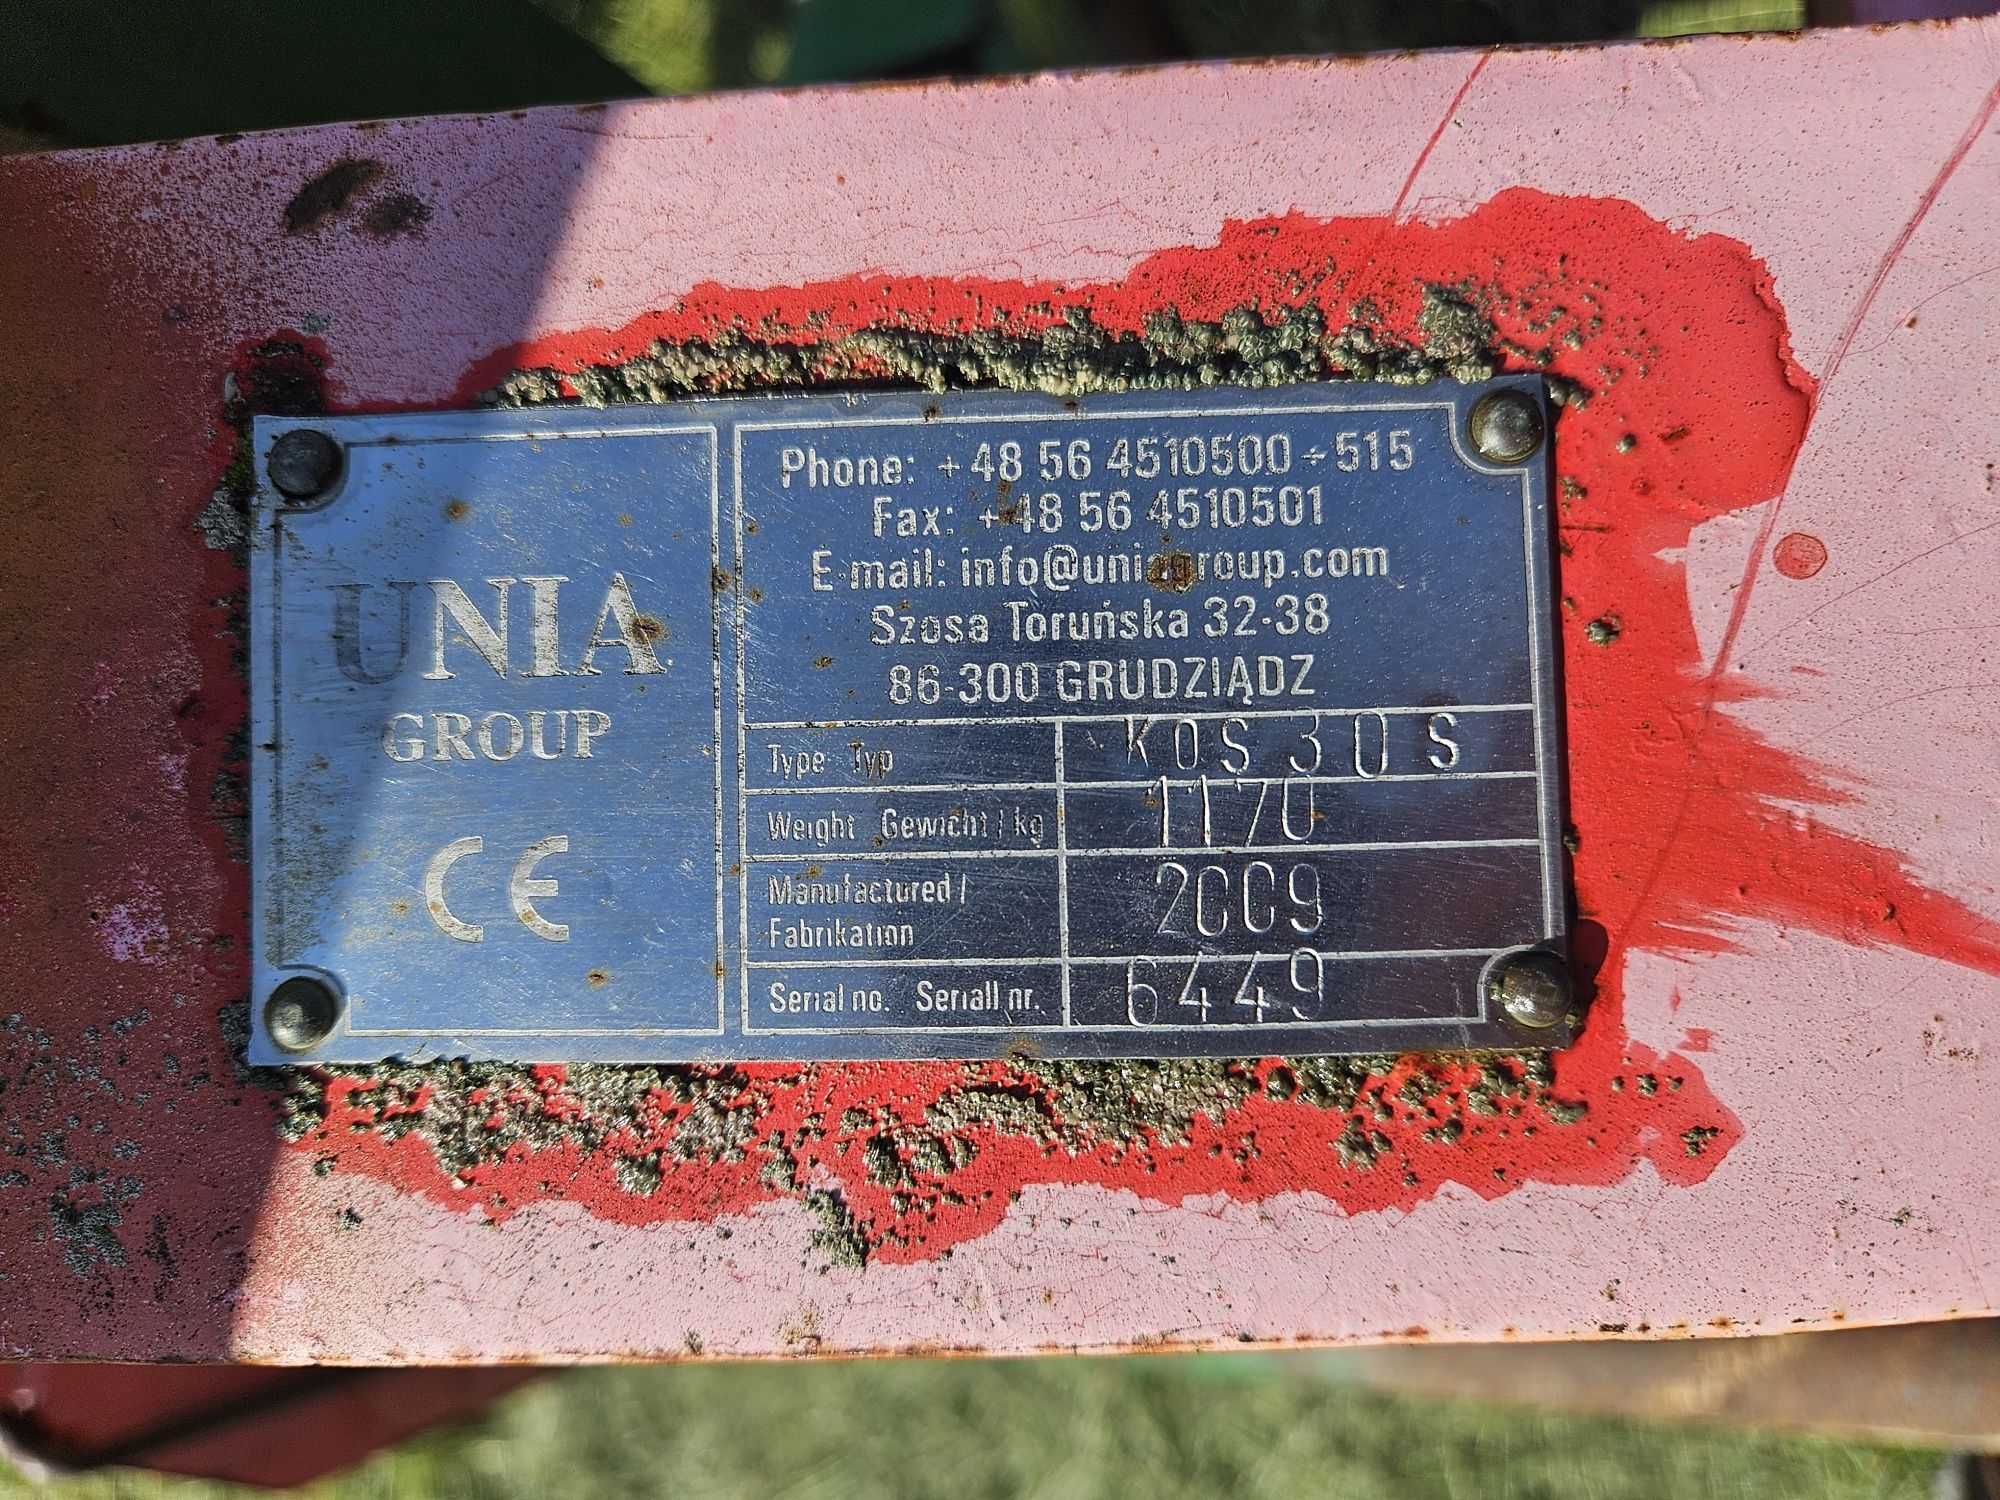 UNIA
GROUP
CE
Phone: +48 56 4510500÷515
Fax: +48 56 4510501
E-mail: info@uniagroup.com
Szosa Toruńska 32-38
86-300 GRUDZIĄDZ
Type Typ KOS 30 S
Weight Gewicht/kg 1170
Manufactured/
Fabrikation 2009
Serial no. Seriall nr. 6449